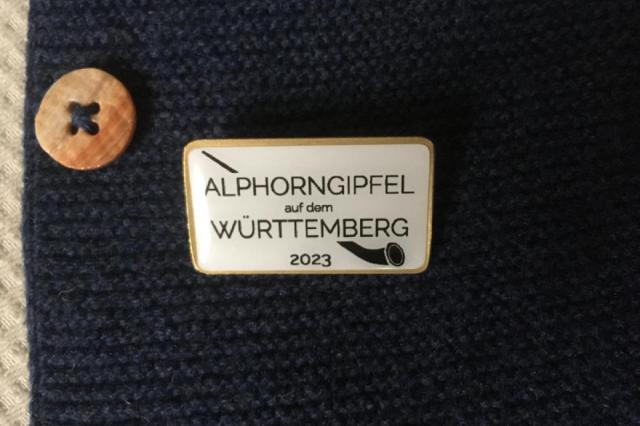 ALPHORNGIPFEL
auf dem
WÜRTTEMBERG
2023